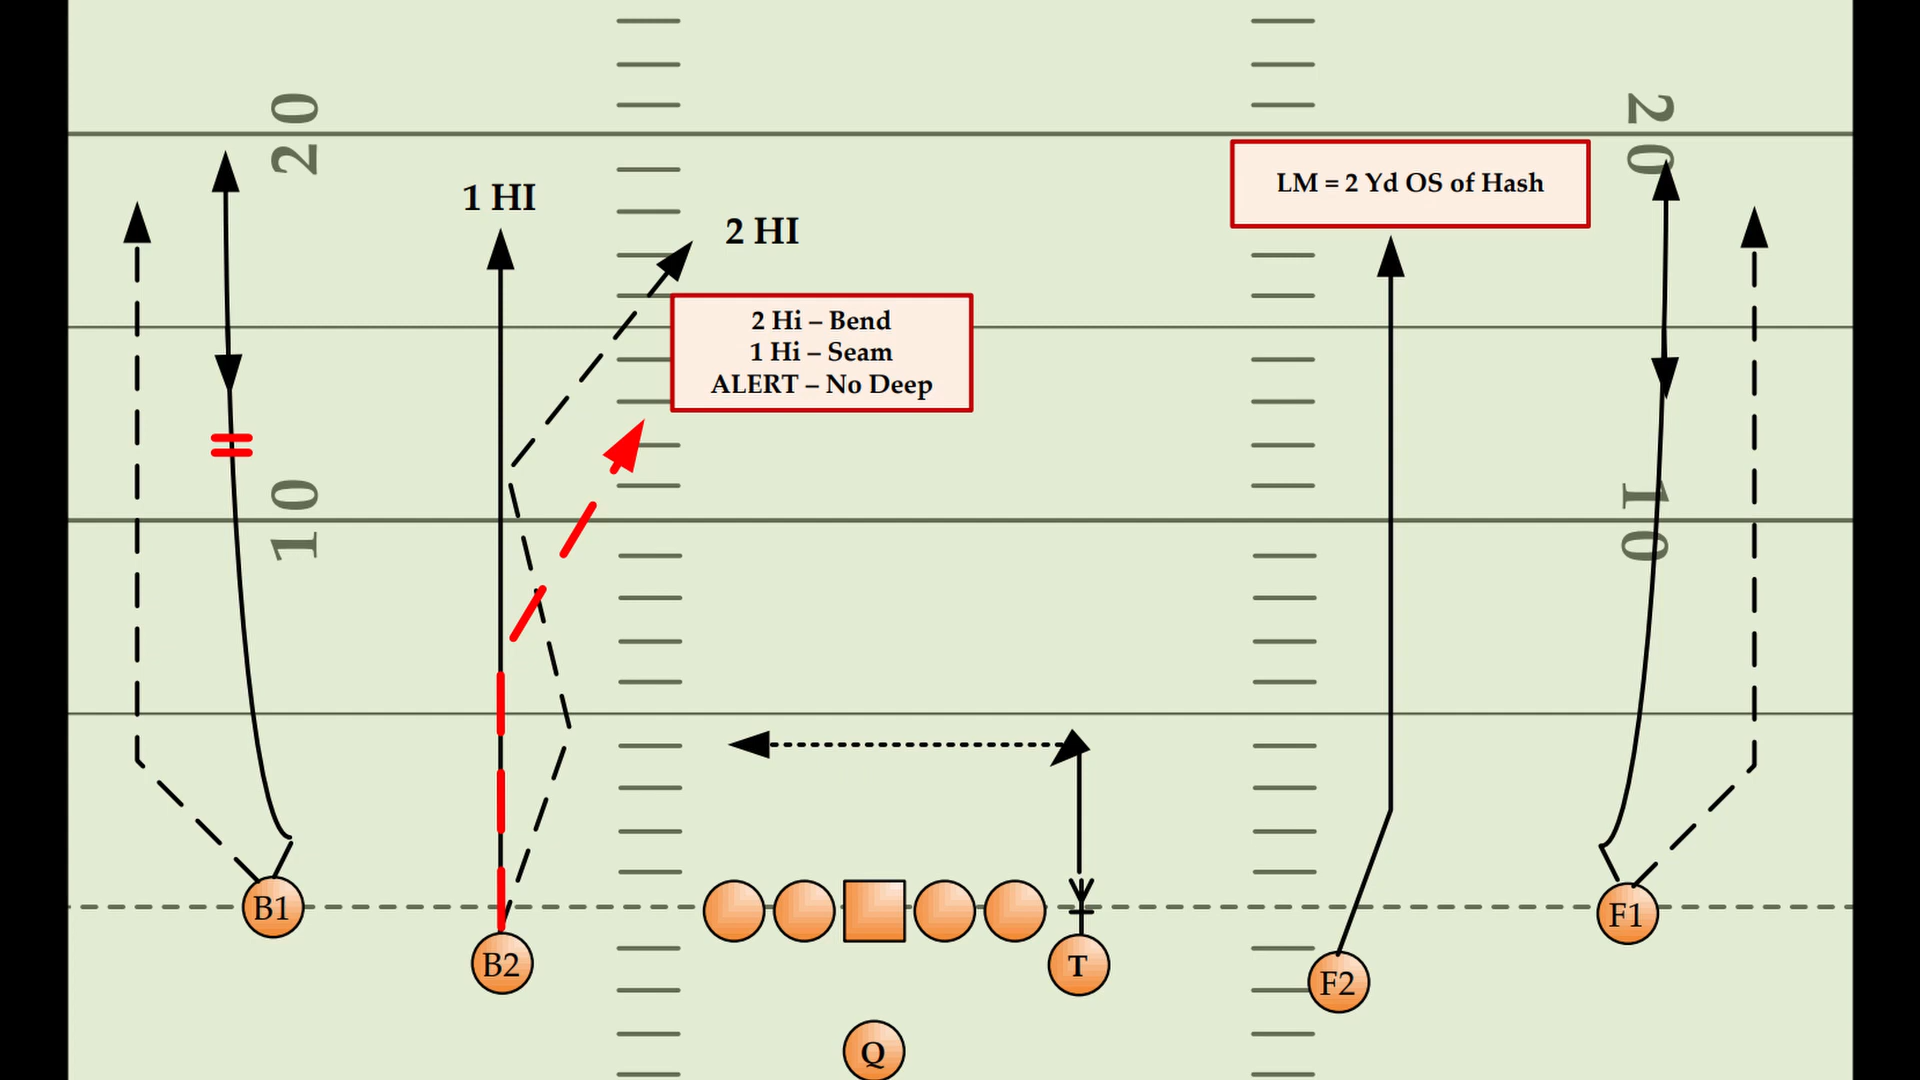 20
20
LM = 2 Yd OS of Hash
1 HI
2 HI
2 Hi – Bend
1 Hi – Seam
ALERT – No Deep
10
10
B1
F1
B2
T
F2
Q